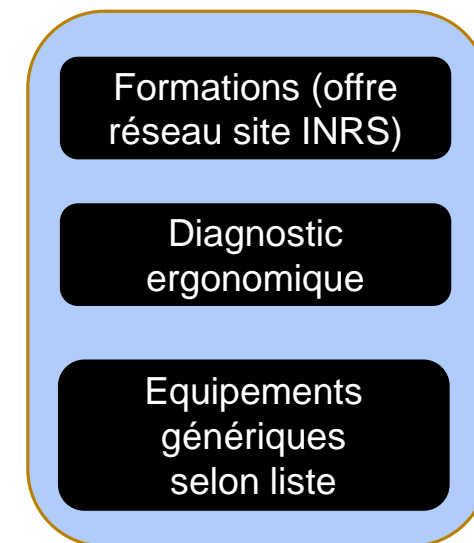 Formations (offre
réseau site INRS)
Diagnostic
ergonomique
Equipements
génériques
selon liste